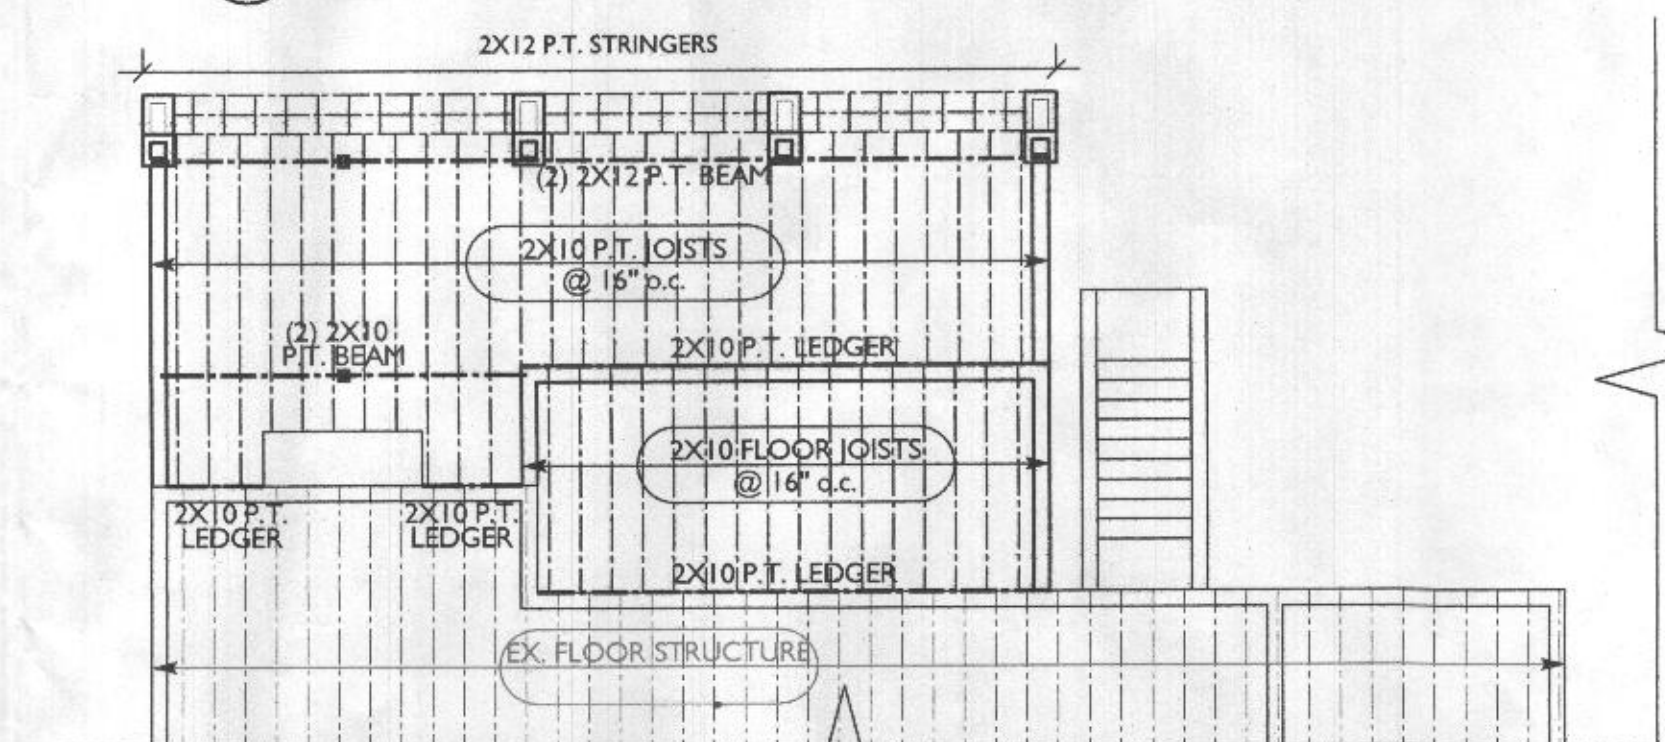 2X12 P.T. STRINGERS
(2) 2X12 P.T. BEAM
2X10 P.T. JOISTS
@ 16" o.c.
(2) 2X10
P.T. BEAM
2X10 P.T. LEDGER
2X10 FLOOR JOISTS
@ 16" o.c.
2X10 P.T.
LEDGER
2X10 P.T.
LEDGER
2X10 P.T. LEDGER
EX. FLOOR STRUCTURE